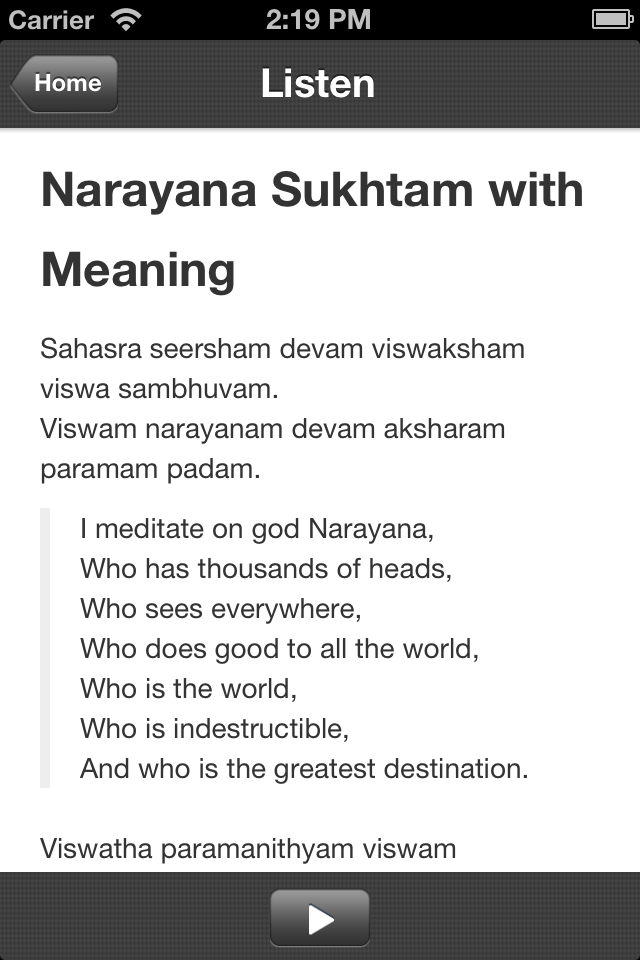 Carrier 2:19 PM
Home Listen
Narayana Sukhtam with
Meaning
Sahasra seersham devam viswaksham
viswa sambhuvam.
Viswam narayanam devam aksharam
paramam padam.
I meditate on god Narayana,
Who has thousands of heads,
Who sees everywhere,
Who does good to all the world,
Who is the world,
Who is indestructible,
And who is the greatest destination.
Viswatha paramanithyam viswam